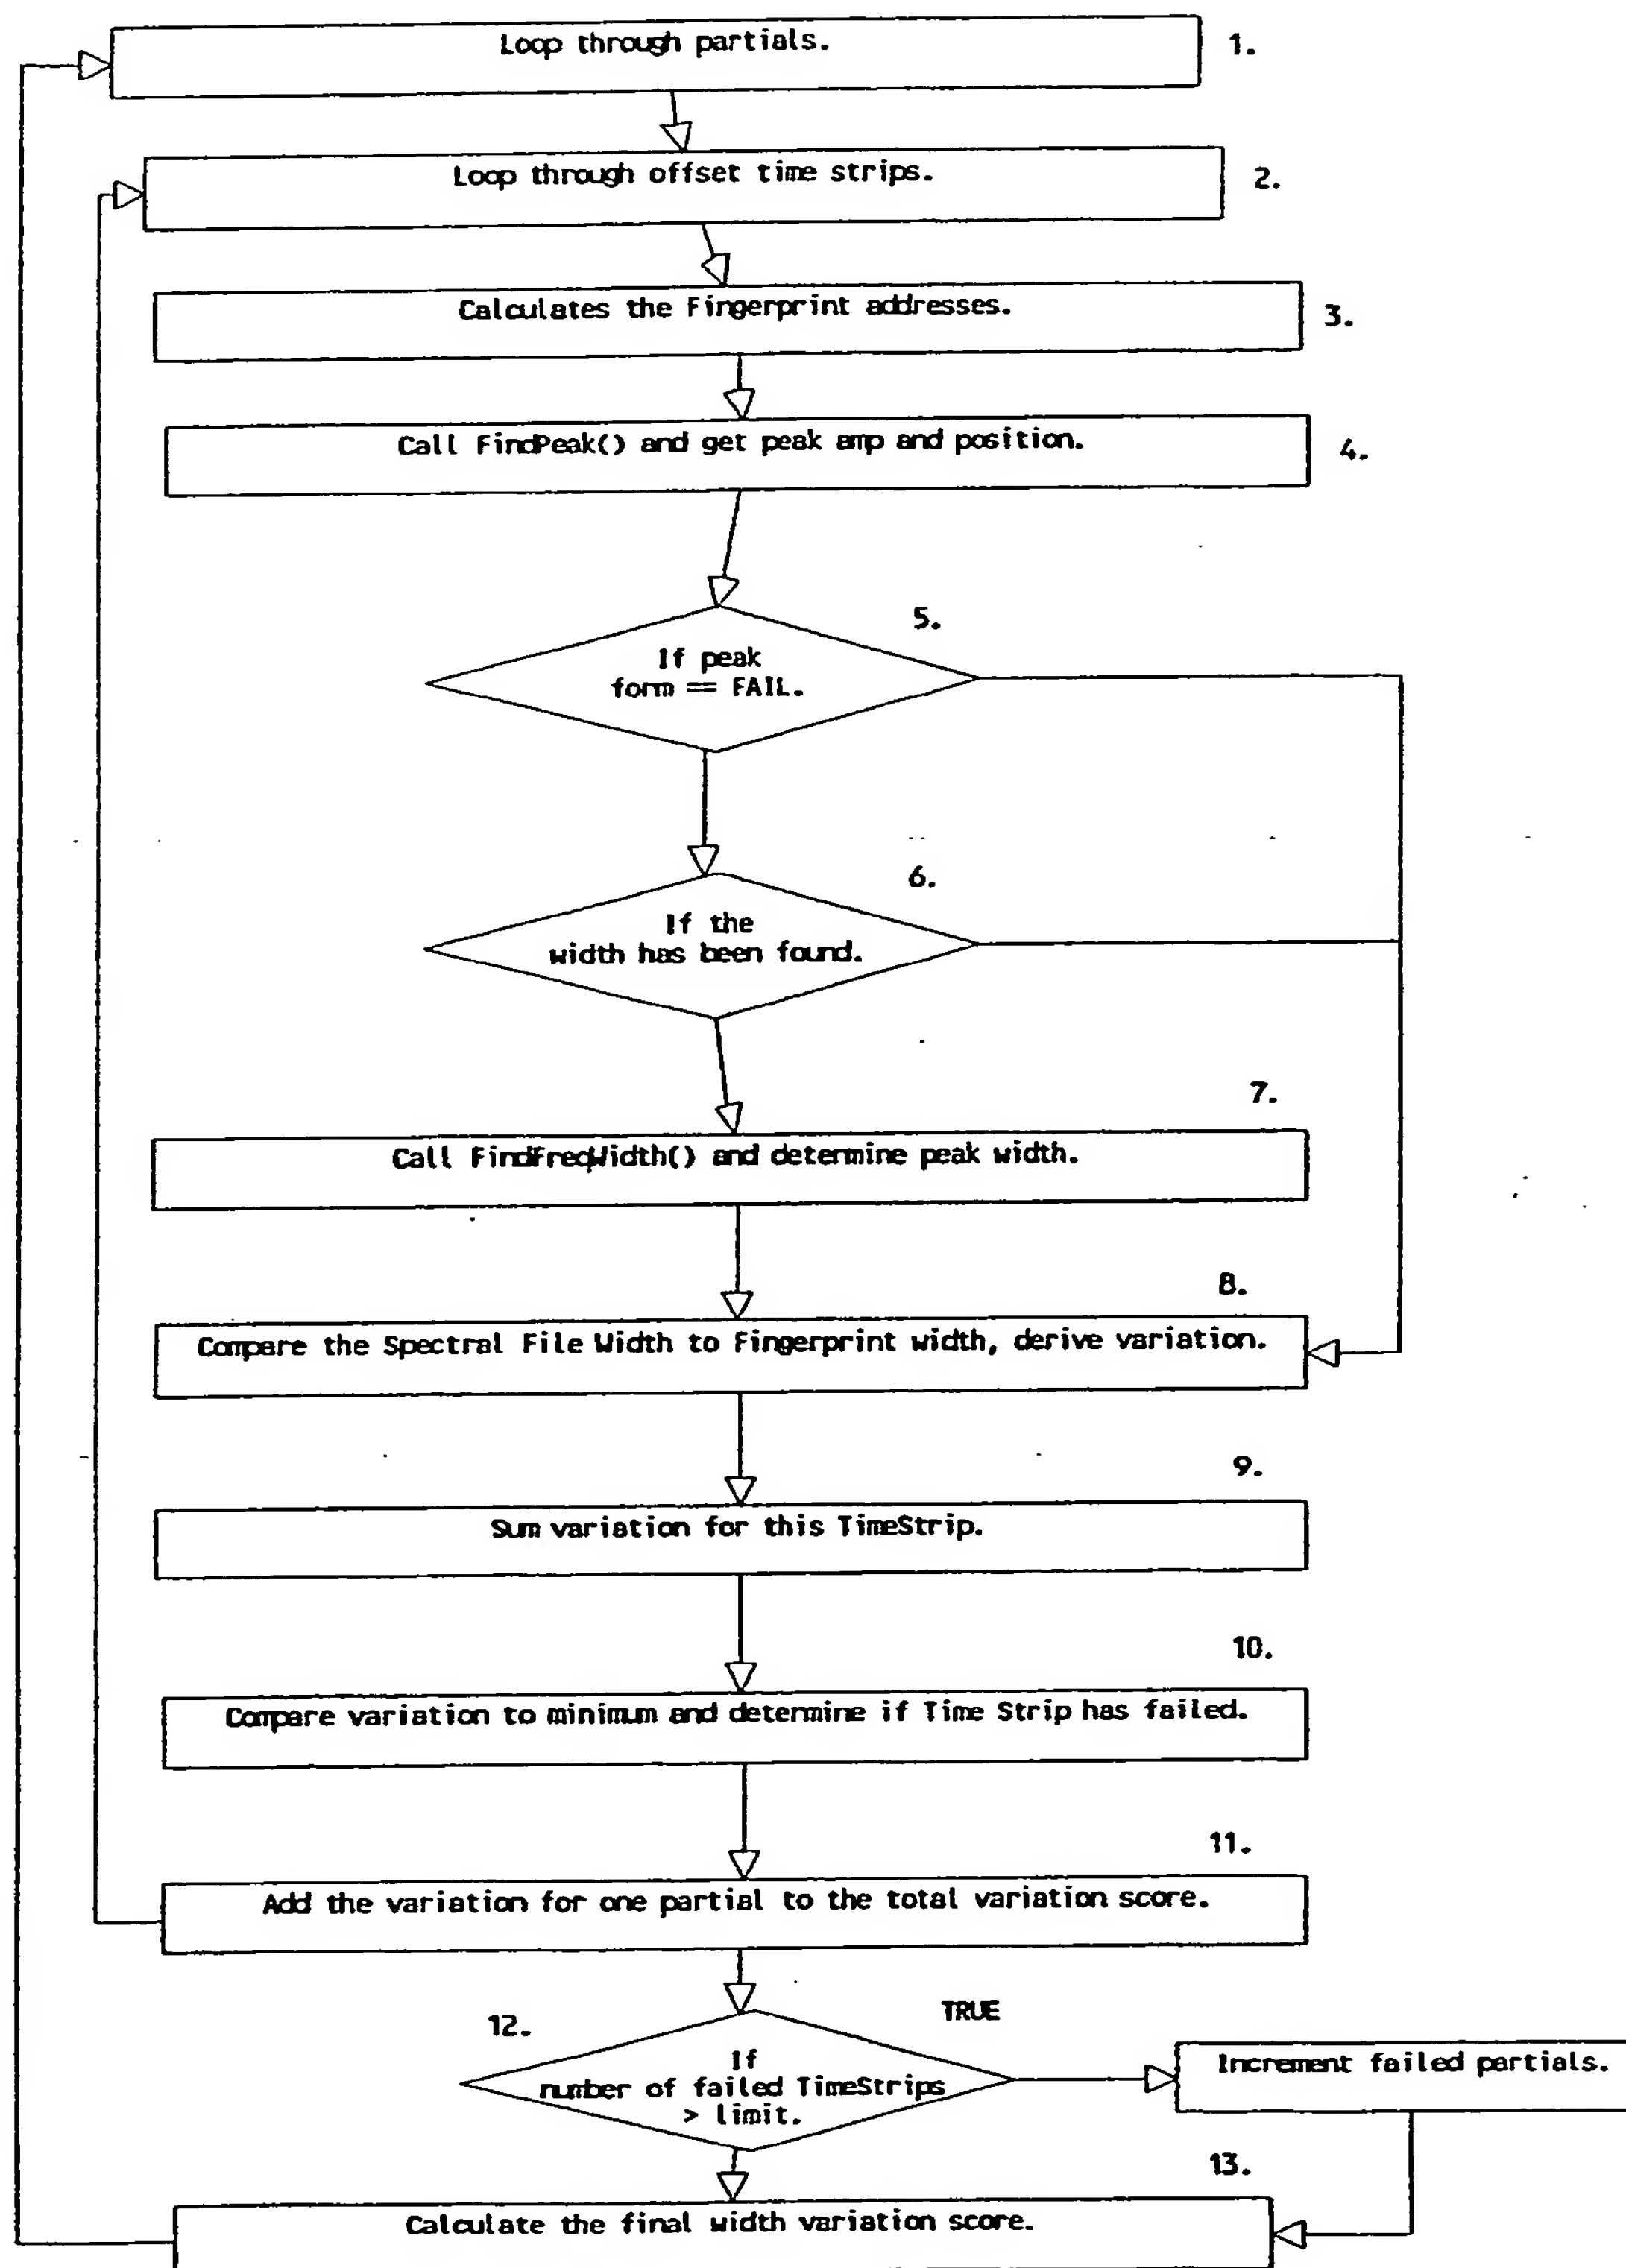 Loop through partials.
1.
Loop through offset time strips.
2.
Calculates the Fingerprint addresses.
3.
Call FindPeak() and get peak amp and position.
4.
5.
If peak
form == FAIL.
6.
If the
width has been found.
7.
Call FindFreqWidth() and determine peak width.
8.
Compare the Spectral File Width to Fingerprint width, derive variation.
9.
Sum variation for this TimeStrip.
10.
Compare variation to minimum and determine if Time Strip has failed.
11.
Add the variation for one partial to the total variation score.
12.
TRUE
If
number of failed TimeStrips
> limit.
Increment failed partials.
13.
Calculate the final width variation score.